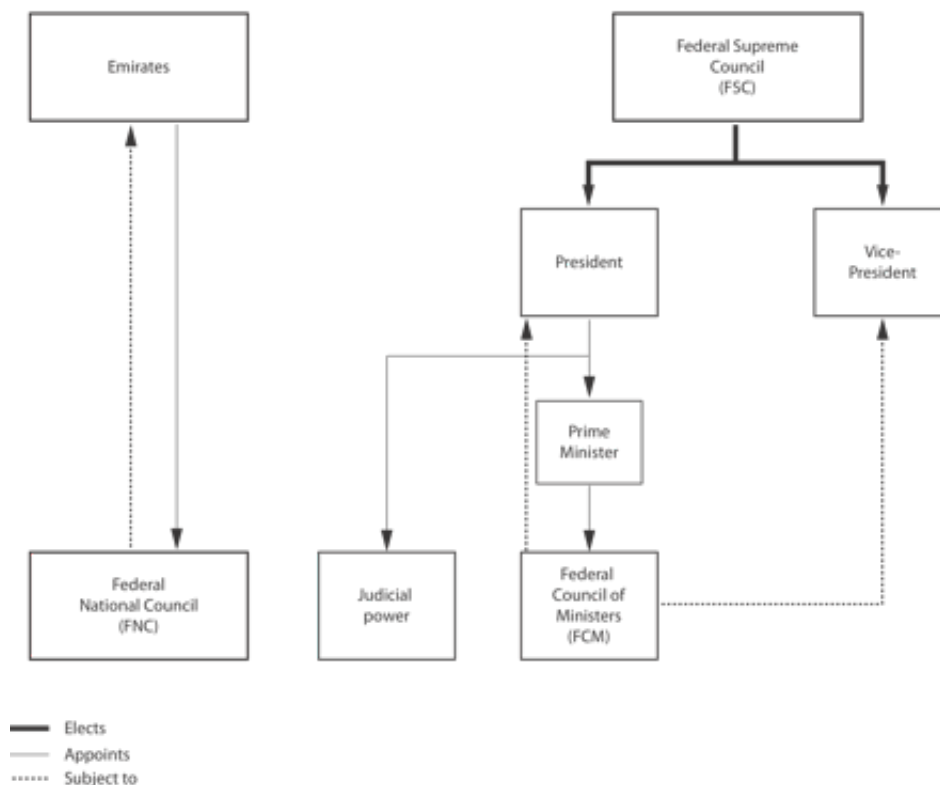 Emirates
Federal Supreme
Council
(FSC)
President
Vice-
President
Prime
Minister
Federal
National Council
(FNC)
Judicial
power
Federal
Council of
Ministers
(FCM)
Elects
Appoints
Subject to